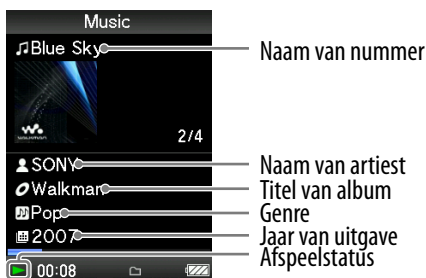 Music
Blue Sky
Naam van nummer
WALKMAN
2/4
SONY
Naam van artiest
Walkman
Titel van album
Pop
Genre
2007
Jaar van uitgave
Afspeelstatus
00:08